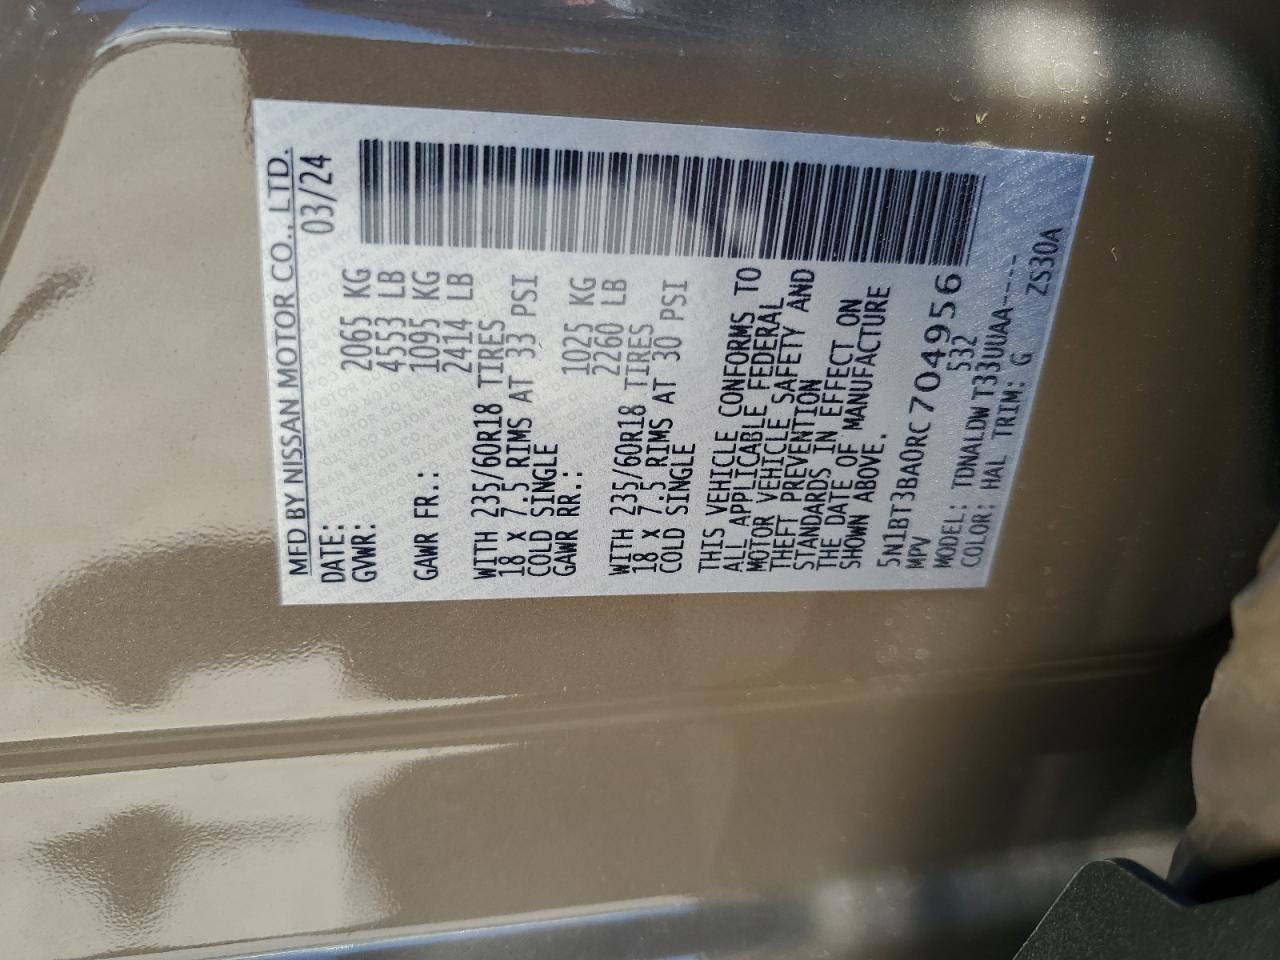 MFD BY NISSAN MOTOR CO., LTD.
DATE: 03/24
GVWR: 2065 KG
4553 LB
GAWR FR.: 1095 KG
2414 LB
WITH 235/60R18 TIRES
18 X 7.5 RIMS AT 33 PSI
COLD SINGLE
GAWR RR.: 1025 KG
2260 LB
WITH 235/60R18 TIRES
18 X 7.5 RIMS AT 30 PSI
COLD SINGLE
THIS VEHICLE CONFORMS TO
ALL APPLICABLE FEDERAL
MOTOR VEHICLE SAFETY AND
THEFT PREVENTION
STANDARDS IN EFFECT ON
THE DATE OF MANUFACTURE
SHOWN ABOVE.
5N1BT3BA0RC704956
MPV 532
MODEL: TDNALDW T33UUAA-----
COLOR: HAL TRIM: G ZS30A